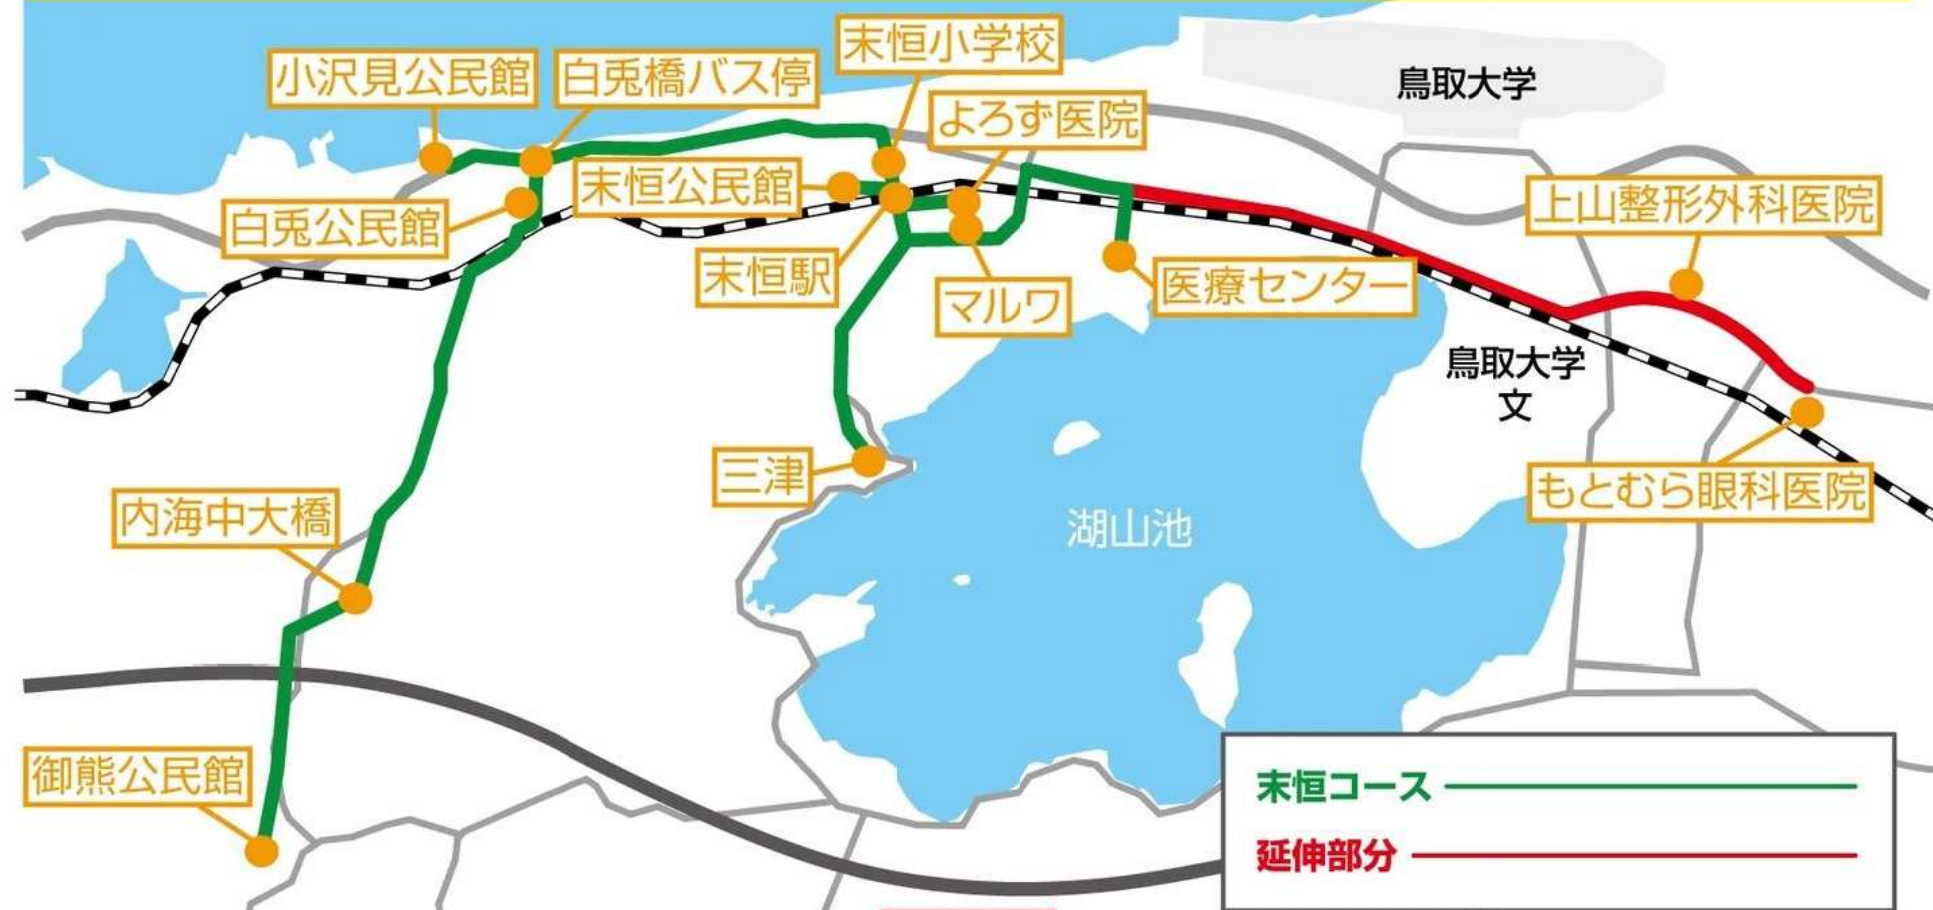 末恒小学校
小沢見公民館
白兎橋バス停
鳥取大学
よろず医院
末恒公民館
白兎公民館
上山整形外科医院
末恒駅
マルワ
医療センター
鳥取大学
文
三津
もとむら眼科医院
内海中大橋
湖山池
御熊公民館
末恒コース
延伸部分